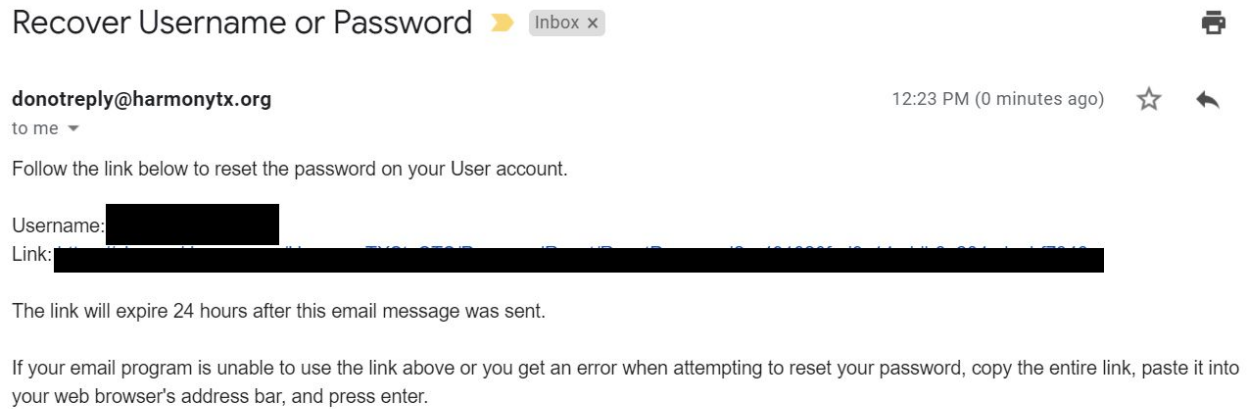 Recover Username or Password Inbox ×
donotreply@harmonytx.org 12:23 PM (0 minutes ago)
to me
Follow the link below to reset the password on your User account.
Username:
Link:
The link will expire 24 hours after this email message was sent.
If your email program is unable to use the link above or you get an error when attempting to reset your password, copy the entire link, paste it into
your web browser's address bar, and press enter.